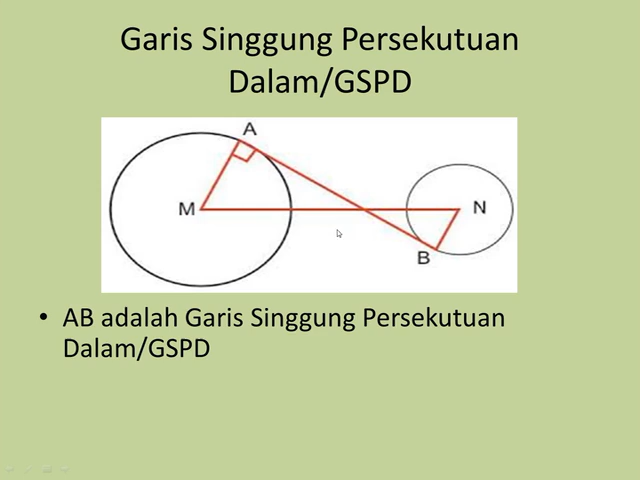 Garis Singgung Persekutuan
Dalam/GSPD
A
M
N
B
• AB adalah Garis Singgung Persekutuan
Dalam/GSPD